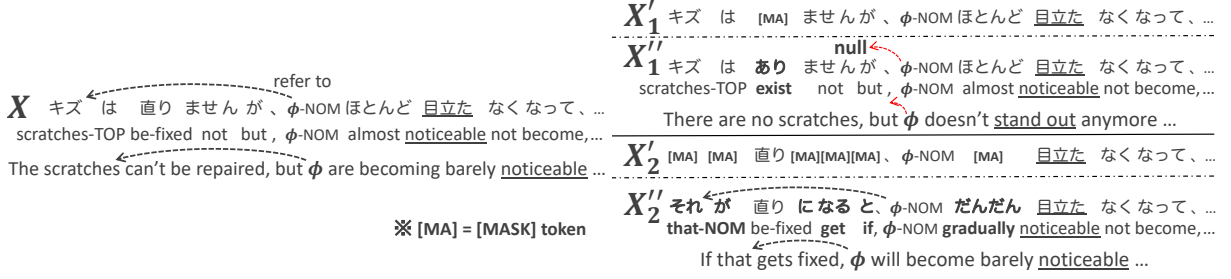 refer to
X キズ は 直り ません が 、 ϕ-NOM ほとんど 目立た なく なって 、 …
scratches-TOP be-fixed not but , ϕ-NOM almost noticeable not become, …
The scratches can't be repaired, but ϕ are becoming barely noticeable …
※ [MA] = [MASK] token
X′1 キズ は [MA] ませんが 、 ϕ-NOM ほとんど 目立た なくなって 、 …
null
X′′1 キズ は あり ませんが 、 ϕ-NOM ほとんど 目立た なくなって 、 …
scratches-TOP exist not but , ϕ-NOM almost noticeable not become, …
There are no scratches, but ϕ doesn't stand out anymore …
X′2 [MA] [MA] 直り [MA][MA][MA] 、 ϕ-NOM [MA] 目立た なくなって 、 …
X′′2 それ が 直り になる と、 ϕ-NOM だんだん 目立た なくなって 、 …
that-NOM be-fixed get if, ϕ-NOM gradually noticeable not become, …
If that gets fixed, ϕ will become barely noticeable …